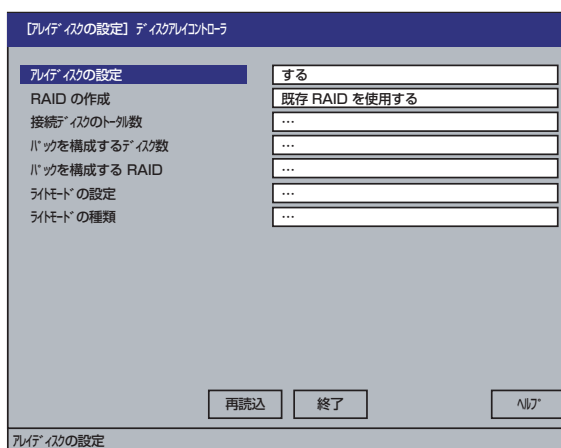 [ｱﾚｲﾃﾞｨｽｸの設定] ﾃﾞｨｽｸｱﾚｲｺﾝﾄﾛｰﾗ
ｱﾚｲﾃﾞｨｽｸの設定 する
RAID の作成 既存 RAID を使用する
接続ﾃﾞｨｽｸのﾄｰﾀﾙ数 …
ﾊﾟｯｸを構成するﾃﾞｨｽｸ数 …
ﾊﾟｯｸを構成する RAID …
ﾗｲﾄﾓｰﾄﾞの設定 …
ﾗｲﾄﾓｰﾄﾞの種類 …
再読込 終了 ﾍﾙﾌﾟ
ｱﾚｲﾃﾞｨｽｸの設定